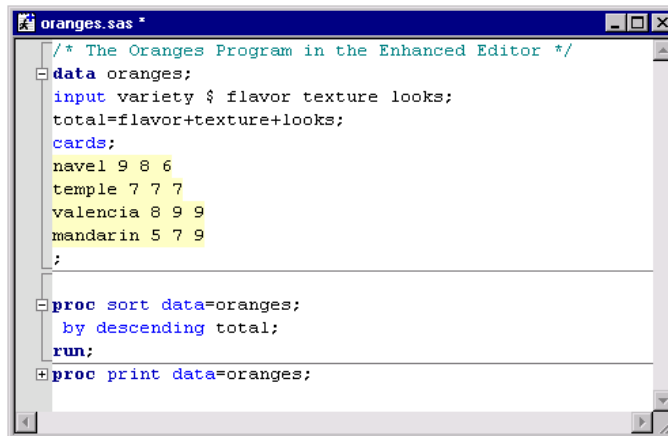 oranges.sas *
/* The Oranges Program in the Enhanced Editor */
data oranges;
input variety $ flavor texture looks;
total=flavor+texture+looks;
cards;
navel 9 8 6
temple 7 7 7
valencia 8 9 9
mandarin 5 7 9
;
proc sort data=oranges;
by descending total;
run;
proc print data=oranges;